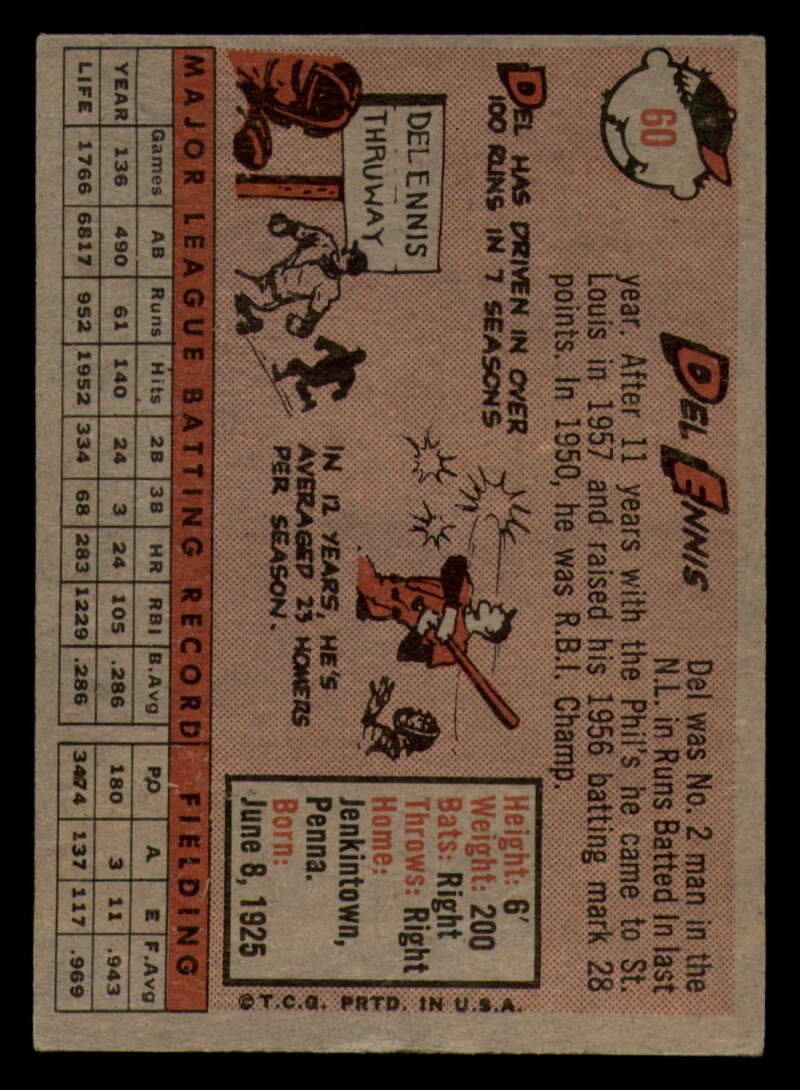 60
DEL ENNIS
Del was No. 2 man in the
N.L. in Runs Batted In last
year. After 11 years with the Phil's he came to St.
Louis in 1957 and raised his 1956 batting mark 28
points. In 1950, he was R.B.I. Champ.
DEL HAS DRIVEN IN OVER
100 RUNS IN 7 SEASONS
DEL ENNIS
THRUWAY
IN 12 YEARS, HE'S
AVERAGED 23 HOMERS
PER SEASON.
Height: 6'
Weight: 200
Bats: Right
Throws: Right
Home:
Jenkintown,
Penna.
Born:
June 8, 1925
© T.C.G. PRTD. IN U.S.A.
MAJOR LEAGUE BATTING RECORD FIELDING
Games AB Runs Hits 2B 3B HR RBI B.Avg PO A E F.Avg
YEAR 136 490 61 140 24 3 24 105 .286 180 3 11 .943
LIFE 1766 6817 952 1952 334 68 283 1229 .286 3474 137 117 .969